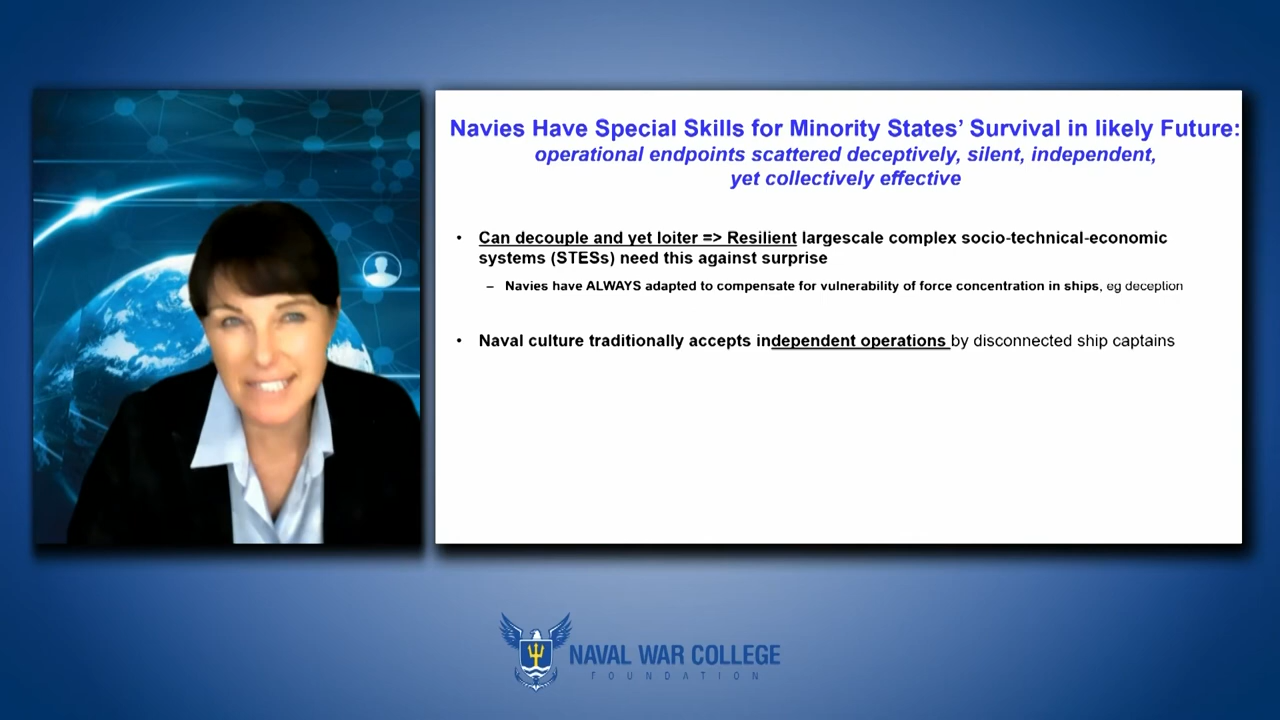 Navies Have Special Skills for Minority States’ Survival in likely Future:
operational endpoints scattered deceptively, silent, independent,
yet collectively effective
• Can decouple and yet loiter => Resilient largescale complex socio-technical-economic
systems (STESs) need this against surprise
– Navies have ALWAYS adapted to compensate for vulnerability of force concentration in ships, eg deception
• Naval culture traditionally accepts independent operations by disconnected ship captains
NAVAL WAR COLLEGE
FOUNDATION